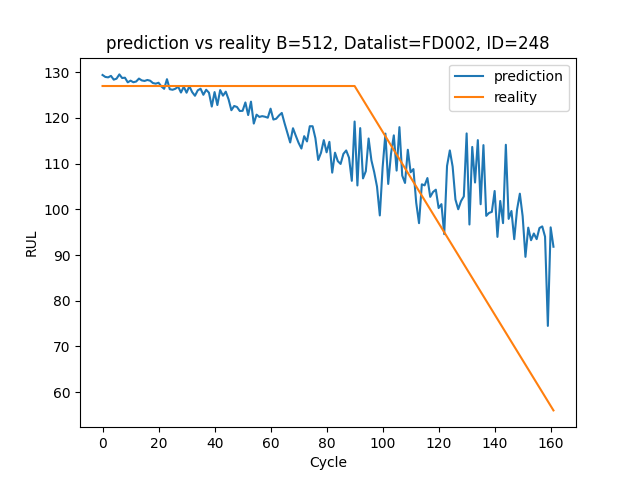 prediction vs reality B=512, Datalist=FD002, ID=248
prediction
reality
RUL
130
120
110
100
90
80
70
60
0 20 40 60 80 100 120 140 160
Cycle